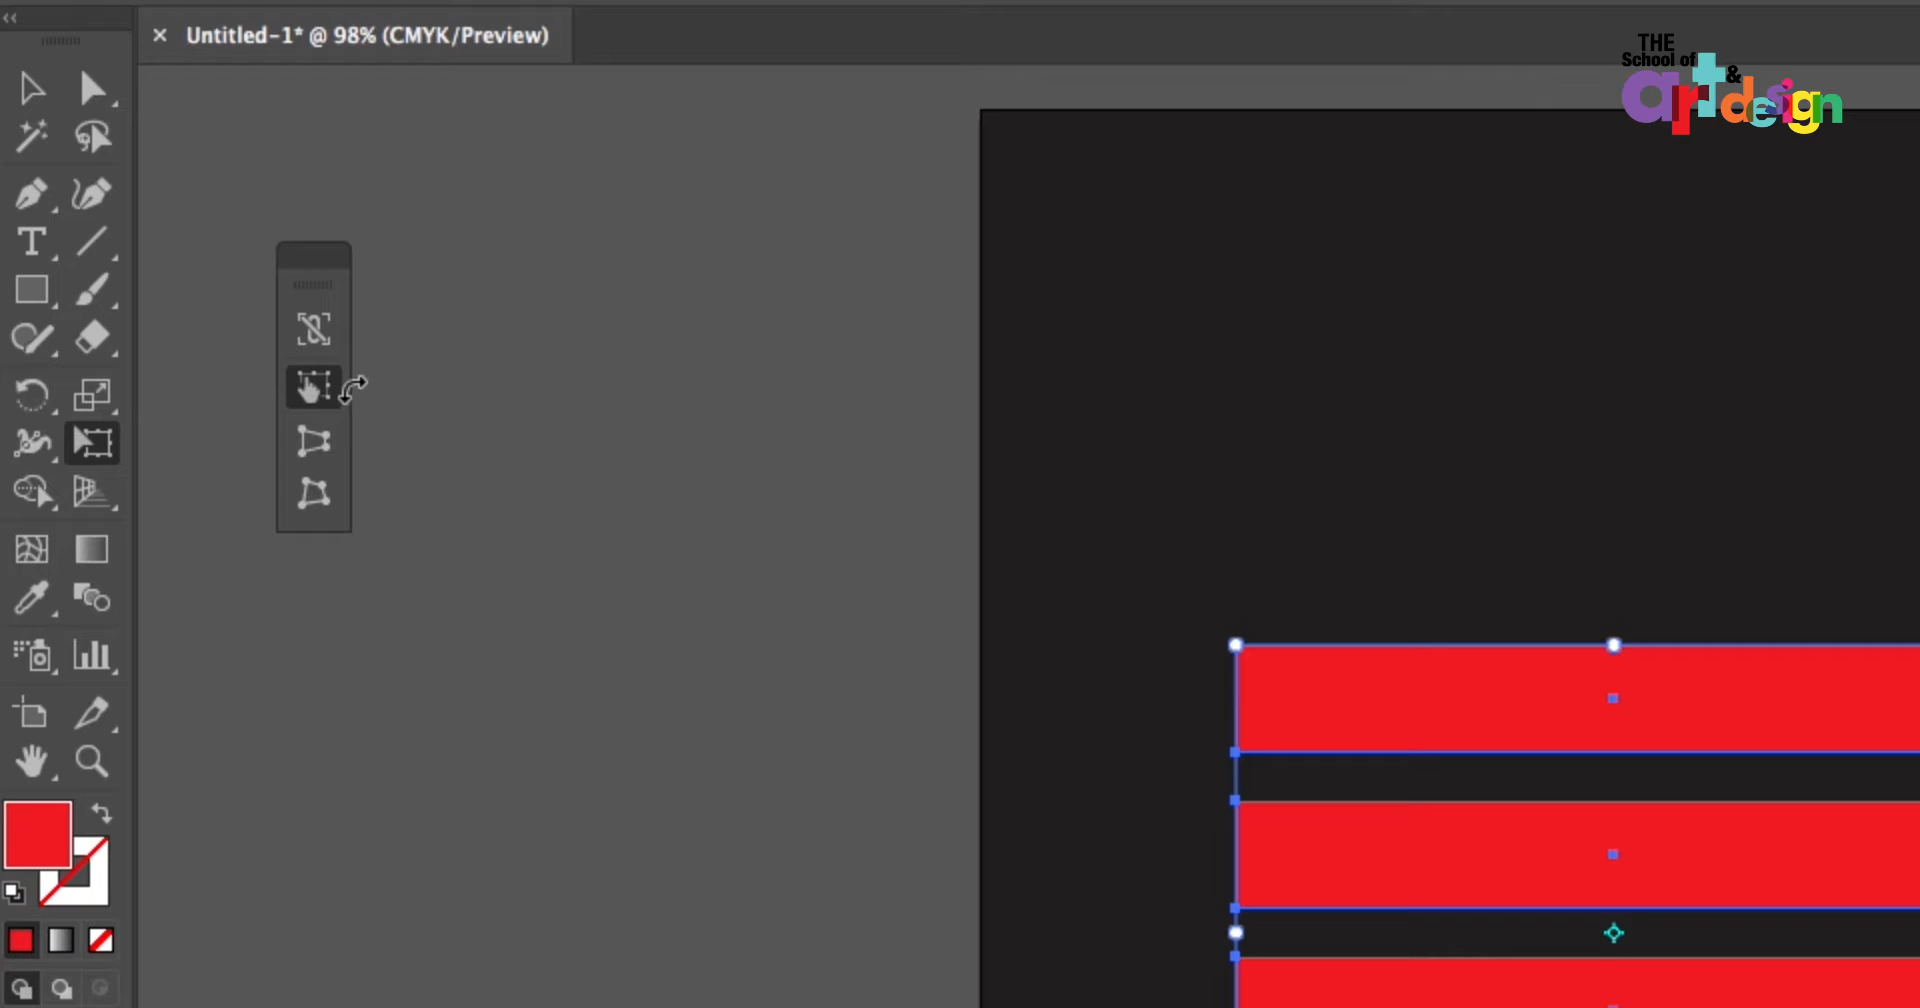 × Untitled-1* @ 98% (CMYK/Preview)
THE
School of
art & design